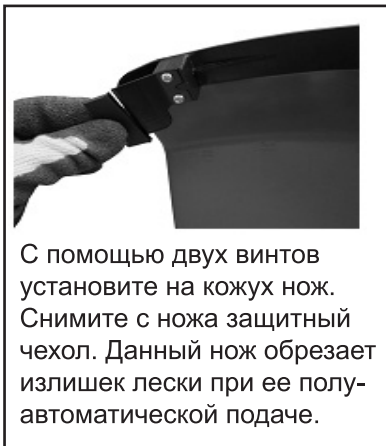 С помощью двух винтов
установите на кожух нож.
Снимите с ножа защитный
чехол. Данный нож обрезает
излишек лески при ее полу-
автоматической подаче.